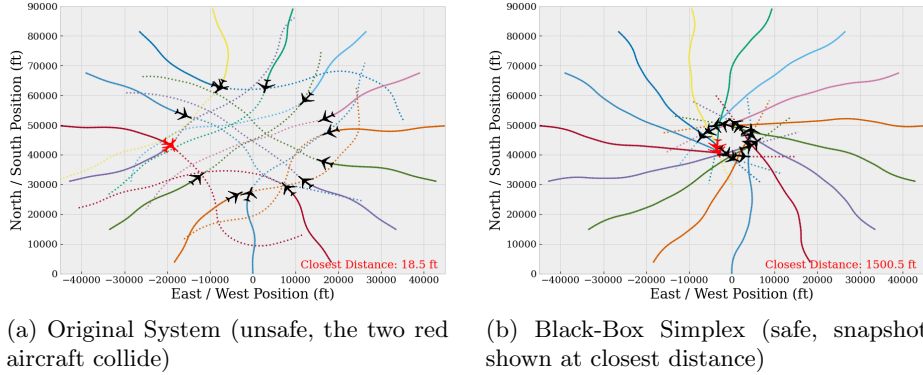 90000
80000
70000
60000
50000
40000
30000
20000
10000
0
North / South Position (ft)
−40000 −30000 −20000 −10000 0 10000 20000 30000 40000
East / West Position (ft)
Closest Distance: 18.5 ft
(a) Original System (unsafe, the two red
aircraft collide)
90000
80000
70000
60000
50000
40000
30000
20000
10000
0
North / South Position (ft)
−40000 −30000 −20000 −10000 0 10000 20000 30000 40000
East / West Position (ft)
Closest Distance: 1500.5 ft
(b) Black-Box Simplex (safe, snapshot
shown at closest distance)